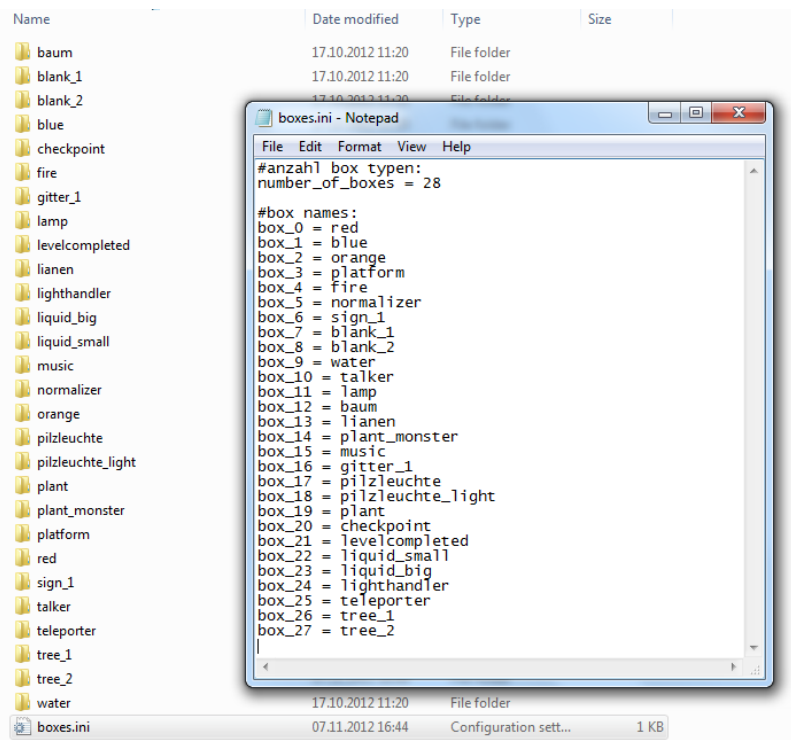 Name Date modified Type Size
baum 17.10.2012 11:20 File folder
blank_1 17.10.2012 11:20 File folder
blank_2 17.10.2012 11:20 File folder
blue
checkpoint
fire
gitter_1
lamp
levelcompleted
lianen
lighthandler
liquid_big
liquid_small
music
normalizer
orange
pilzleuchte
pilzleuchte_light
plant
plant_monster
platform
red
sign_1
talker
teleporter
tree_1
tree_2
water 17.10.2012 11:20 File folder
boxes.ini 07.11.2012 16:44 Configuration sett... 1 KB
boxes.ini - Notepad
File Edit Format View Help
#anzahl box typen:
number_of_boxes = 28
#box names:
box_0 = red
box_1 = blue
box_2 = orange
box_3 = platform
box_4 = fire
box_5 = normalizer
box_6 = sign_1
box_7 = blank_1
box_8 = blank_2
box_9 = water
box_10 = talker
box_11 = lamp
box_12 = baum
box_13 = lianen
box_14 = plant_monster
box_15 = music
box_16 = gitter_1
box_17 = pilzleuchte
box_18 = pilzleuchte_light
box_19 = plant
box_20 = checkpoint
box_21 = levelcompleted
box_22 = liquid_small
box_23 = liquid_big
box_24 = lighthandler
box_25 = teleporter
box_26 = tree_1
box_27 = tree_2